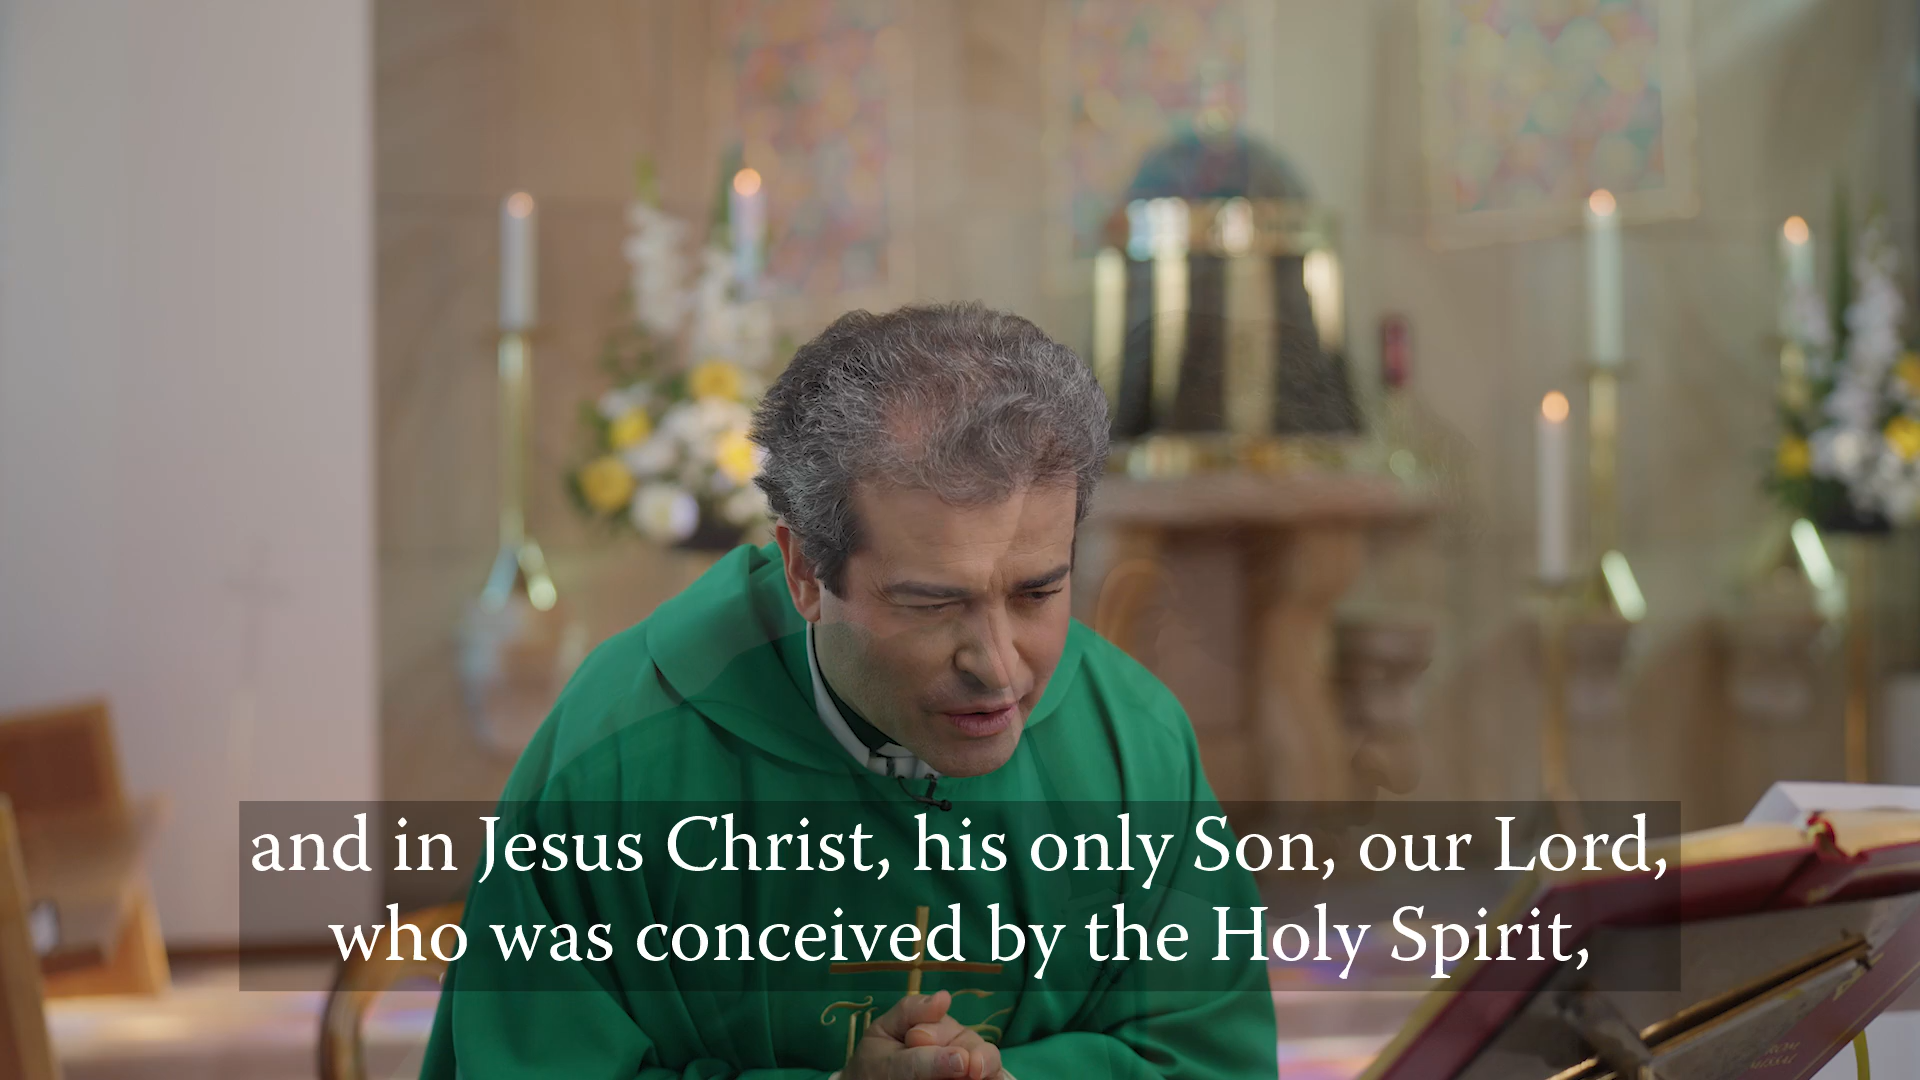 and in Jesus Christ, his only Son, our Lord,
who was conceived by the Holy Spirit,